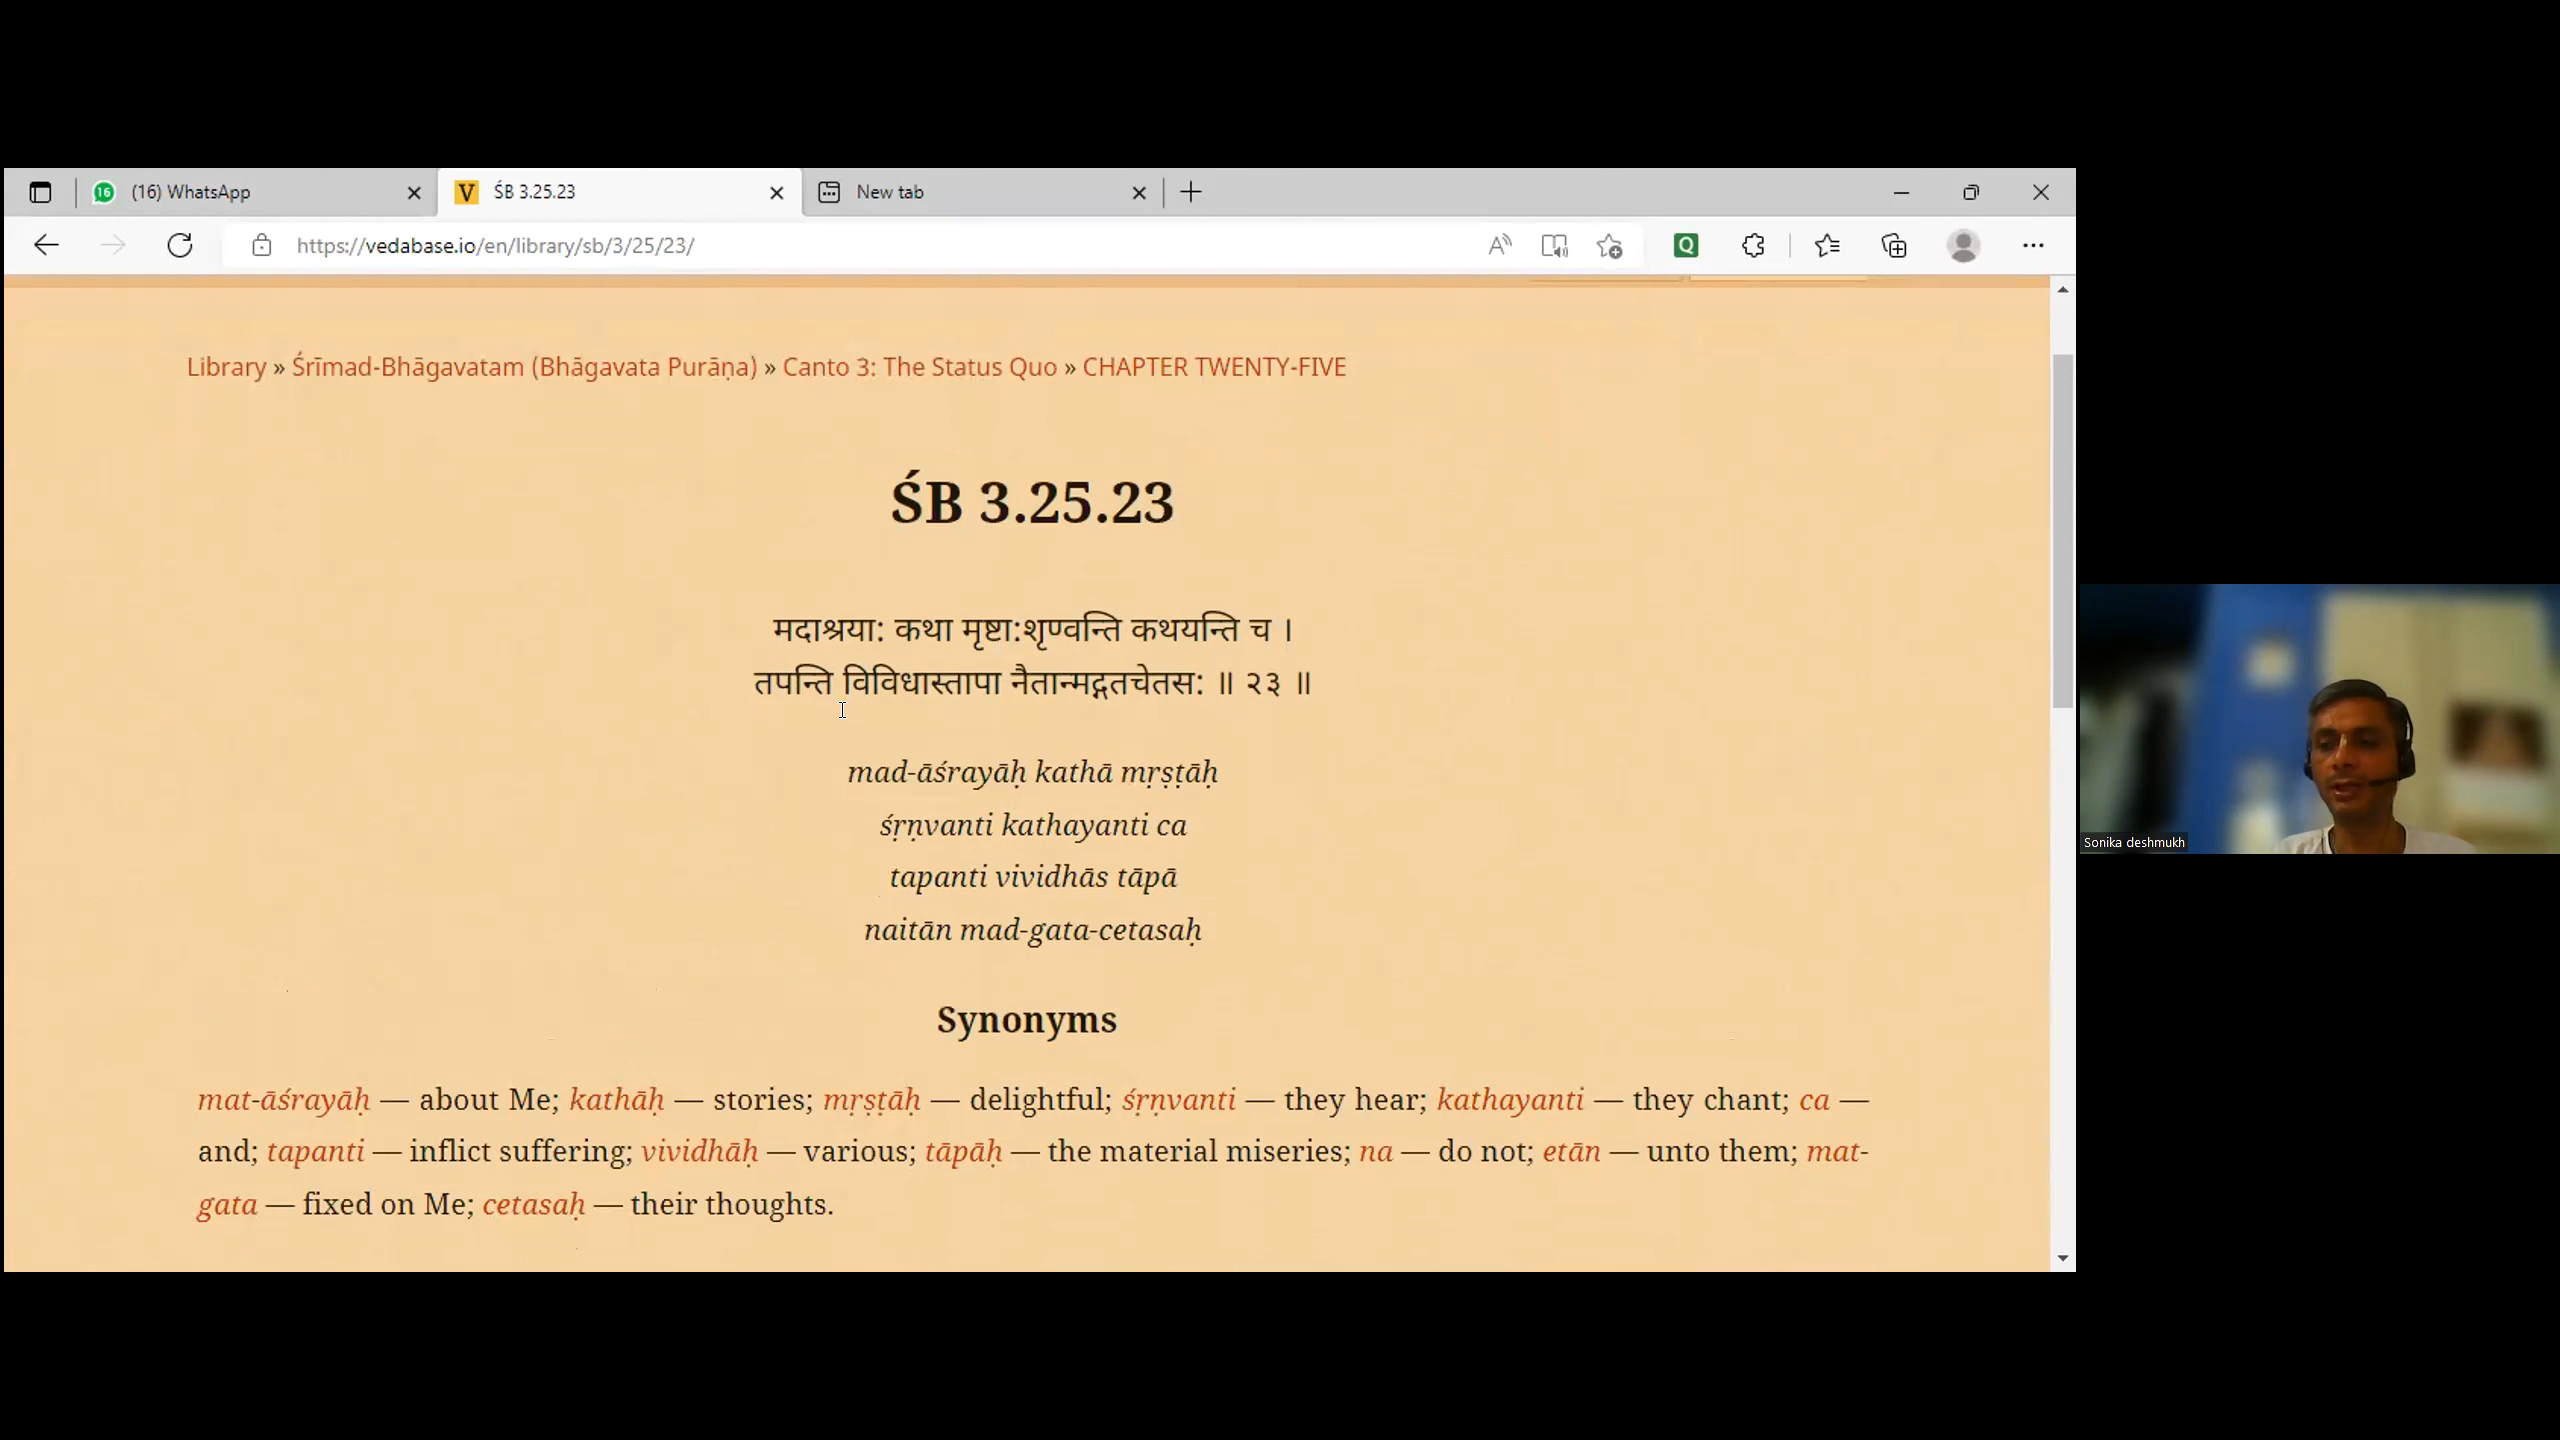 16 (16) WhatsApp
V ŚB 3.25.23
New tab
https://vedabase.io/en/library/sb/3/25/23/
Library » Śrīmad-Bhāgavatam (Bhāgavata Purāṇa) » Canto 3: The Status Quo » CHAPTER TWENTY-FIVE
ŚB 3.25.23
मदाश्रया: कथा मृष्टा:शृण्वन्ति कथयन्ति च ।
तपन्ति विविधास्तापा नैतान्मद्गतचेतस: ॥ २३ ॥
mad-āśrayāḥ kathā mṛṣṭāḥ
śṛṇvanti kathayanti ca
tapanti vividhās tāpā
naitān mad-gata-cetasaḥ
Synonyms
mat-āśrayāḥ — about Me; kathāḥ — stories; mṛṣṭāḥ — delightful; śṛṇvanti — they hear; kathayanti — they chant; ca —
and; tapanti — inflict suffering; vividhāḥ — various; tāpāḥ — the material miseries; na — do not; etān — unto them; mat-
gata — fixed on Me; cetasaḥ — their thoughts.
Sonika deshmukh